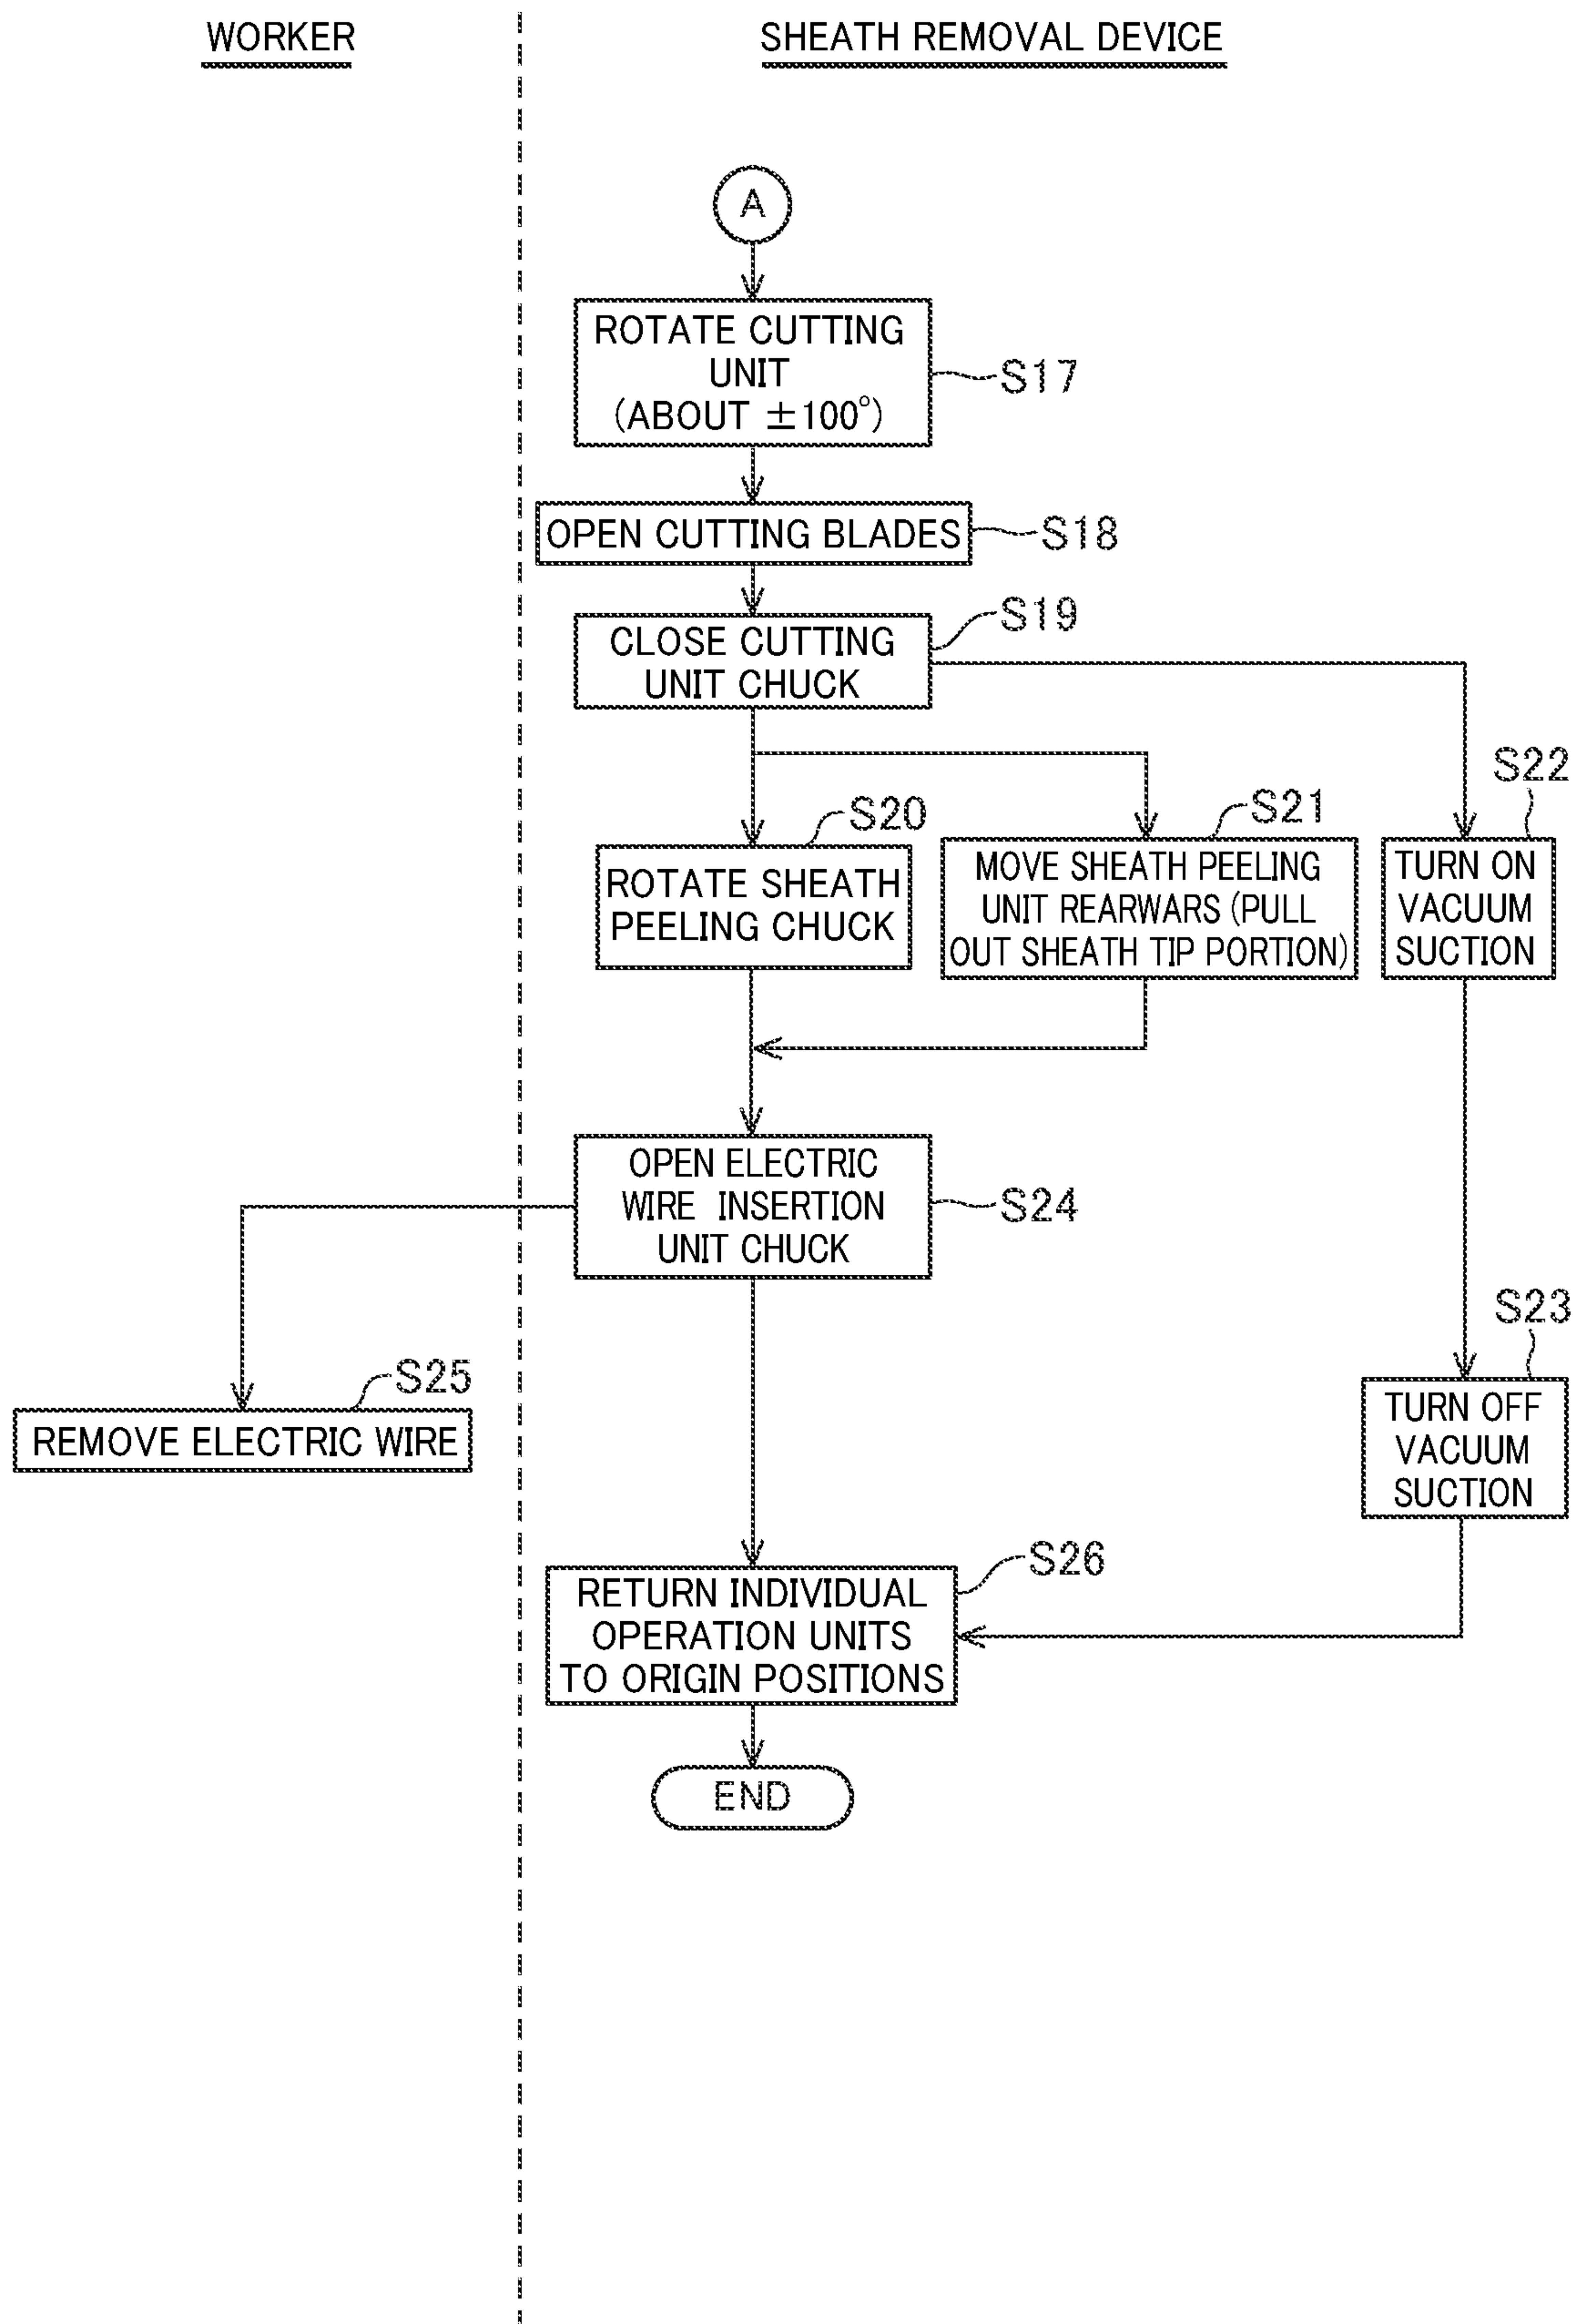 WORKER
SHEATH REMOVAL DEVICE
A
ROTATE CUTTING
UNIT
(ABOUT ±100°)
S17
OPEN CUTTING BLADES
S18
CLOSE CUTTING
UNIT CHUCK
S19
ROTATE SHEATH
PEELING CHUCK
S20
MOVE SHEATH PEELING
UNIT REARWARS (PULL
OUT SHEATH TIP PORTION)
S21
TURN ON
VACUUM
SUCTION
S22
OPEN ELECTRIC
WIRE INSERTION
UNIT CHUCK
S24
TURN OFF
VACUUM
SUCTION
S23
REMOVE ELECTRIC WIRE
S25
RETURN INDIVIDUAL
OPERATION UNITS
TO ORIGIN POSITIONS
S26
END